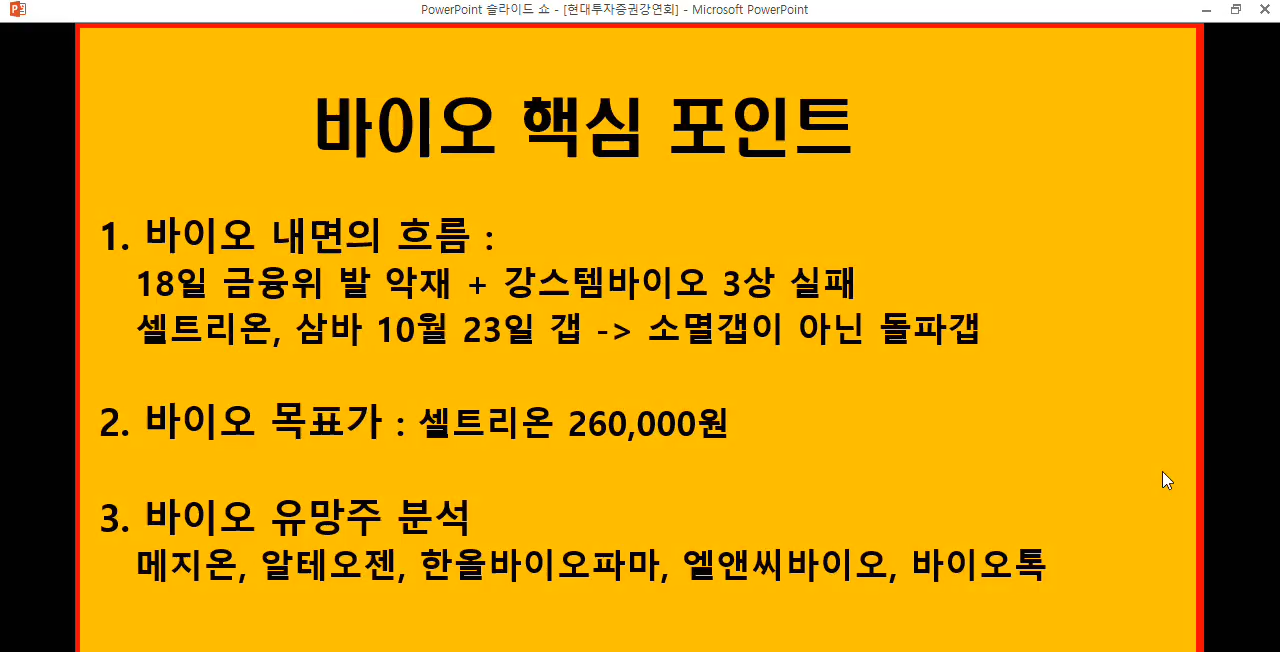 PowerPoint 슬라이드 쇼 - [현대투자증권강연회] - Microsoft PowerPoint
바이오 핵심 포인트
1. 바이오 내면의 흐름 :
18일 금융위 발 악재 + 강스템바이오 3상 실패
셀트리온, 삼바 10월 23일 갭 -> 소멸갭이 아닌 돌파갭
2. 바이오 목표가 : 셀트리온 260,000원
3. 바이오 유망주 분석
메지온, 알테오젠, 한올바이오파마, 엘앤씨바이오, 바이오톡